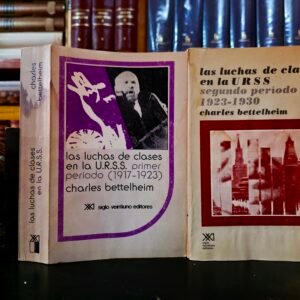 charles
bettelheim
las luchas de clases
en la U.R.S.S.
las luchas de clases
en la U.R.S.S. primer
período (1917-1923)
charles bettelheim
siglo veintiuno editores
las luchas de cla
en la URSS
segundo periodo
1923-1930
charles bettelheim
siglo
veintiuno
editores